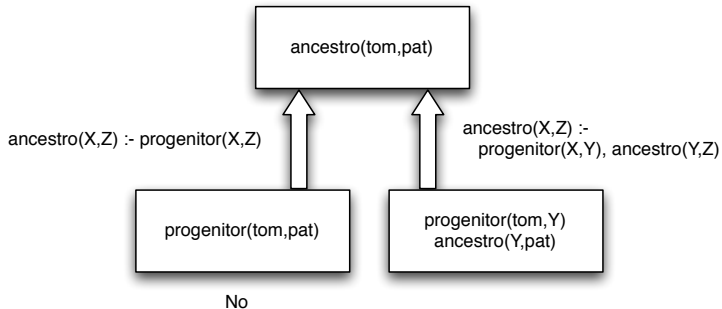 ancestro(tom,pat)
ancestro(X,Z) :- progenitor(X,Z)
ancestro(X,Z) :-
progenitor(X,Y), ancestro(Y,Z)
progenitor(tom,pat)
progenitor(tom,Y)
ancestro(Y,pat)
No